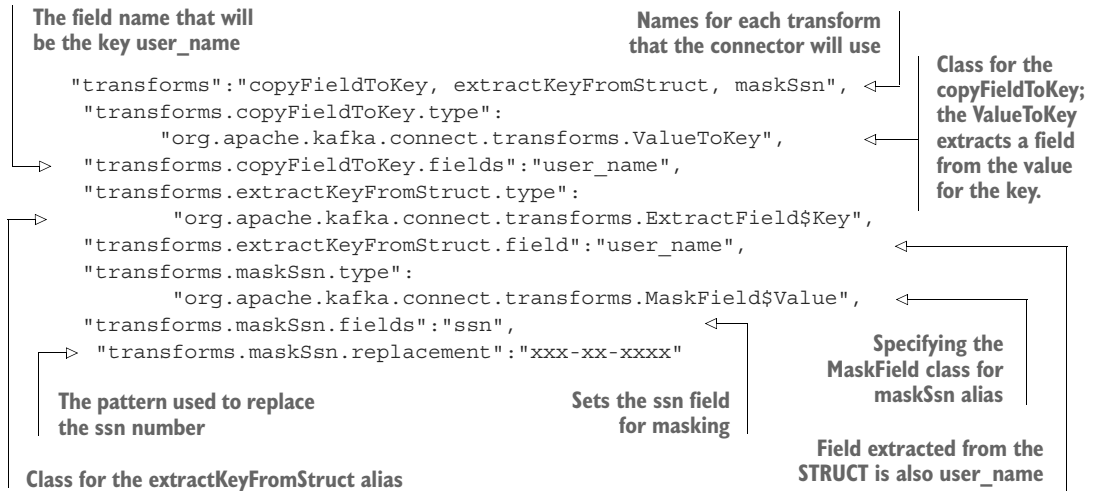 The field name that will
be the key user_name
Names for each transform
that the connector will use
"transforms":"copyFieldToKey, extractKeyFromStruct, maskSsn",
"transforms.copyFieldToKey.type":
"org.apache.kafka.connect.transforms.ValueToKey",
"transforms.copyFieldToKey.fields":"user_name",
"transforms.extractKeyFromStruct.type":
"org.apache.kafka.connect.transforms.ExtractField$Key",
"transforms.extractKeyFromStruct.field":"user_name",
"transforms.maskSsn.type":
"org.apache.kafka.connect.transforms.MaskField$Value",
"transforms.maskSsn.fields":"ssn",
"transforms.maskSsn.replacement":"xxx-xx-xxxx"
Class for the
copyFieldToKey;
the ValueToKey
extracts a field
from the value
for the key.
The pattern used to replace
the ssn number
Sets the ssn field
for masking
Specifying the
MaskField class for
maskSsn alias
Field extracted from the
STRUCT is also user_name
Class for the extractKeyFromStruct alias